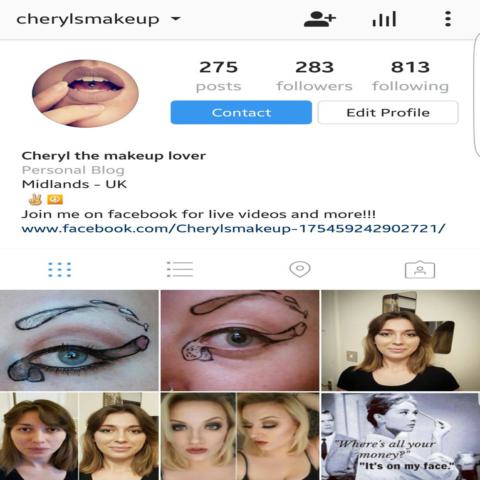 cherylsmakeup
275 283 813
posts followers following
Contact Edit Profile
Cheryl the makeup lover
Personal Blog
Midlands - UK
✌️☮️
Join me on facebook for live videos and more!!!
www.facebook.com/Cherylsmakeup-175459242902721/
"Where's all your
money?"
"It's on my face."